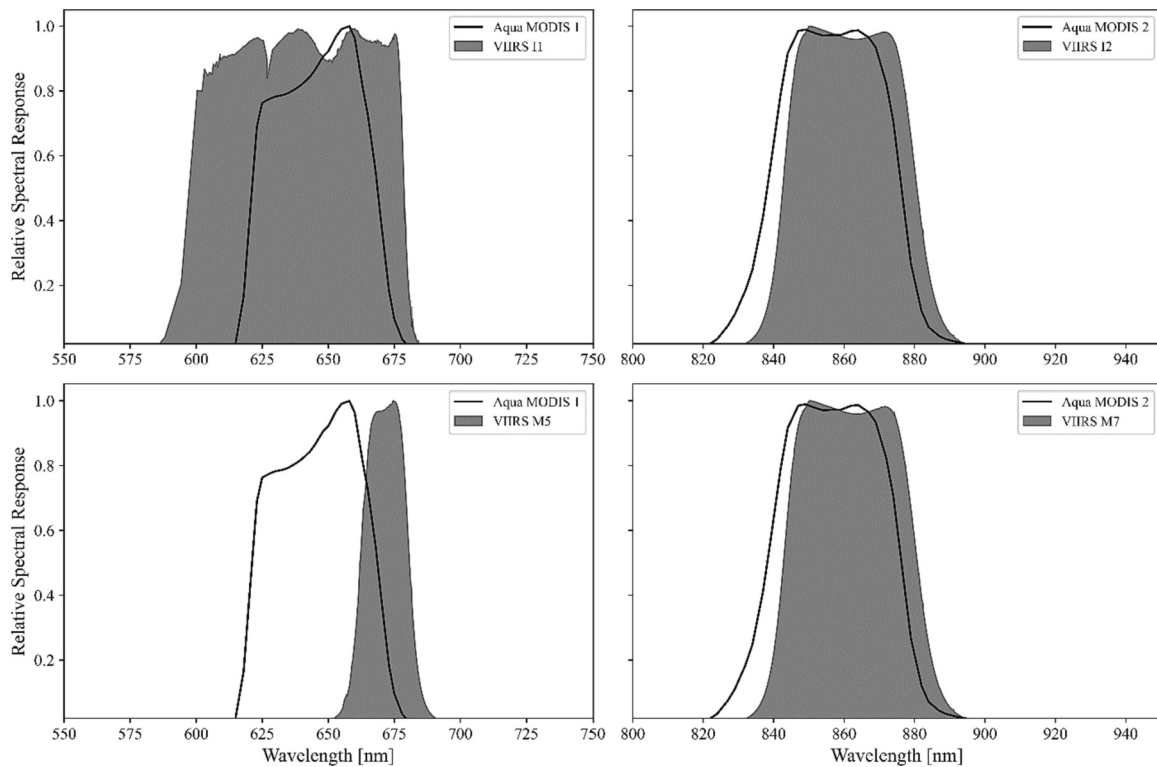 Relative Spectral Response
1.0
0.8
0.6
0.4
0.2
Aqua MODIS 1
VIIRS I1
550 575 600 625 650 675 700 725 750
Aqua MODIS 2
VIIRS I2
800 820 840 860 880 900 920 940
Relative Spectral Response
1.0
0.8
0.6
0.4
0.2
Aqua MODIS 1
VIIRS M5
550 575 600 625 650 675 700 725 750
Wavelength [nm]
Aqua MODIS 2
VIIRS M7
800 820 840 860 880 900 920 940
Wavelength [nm]